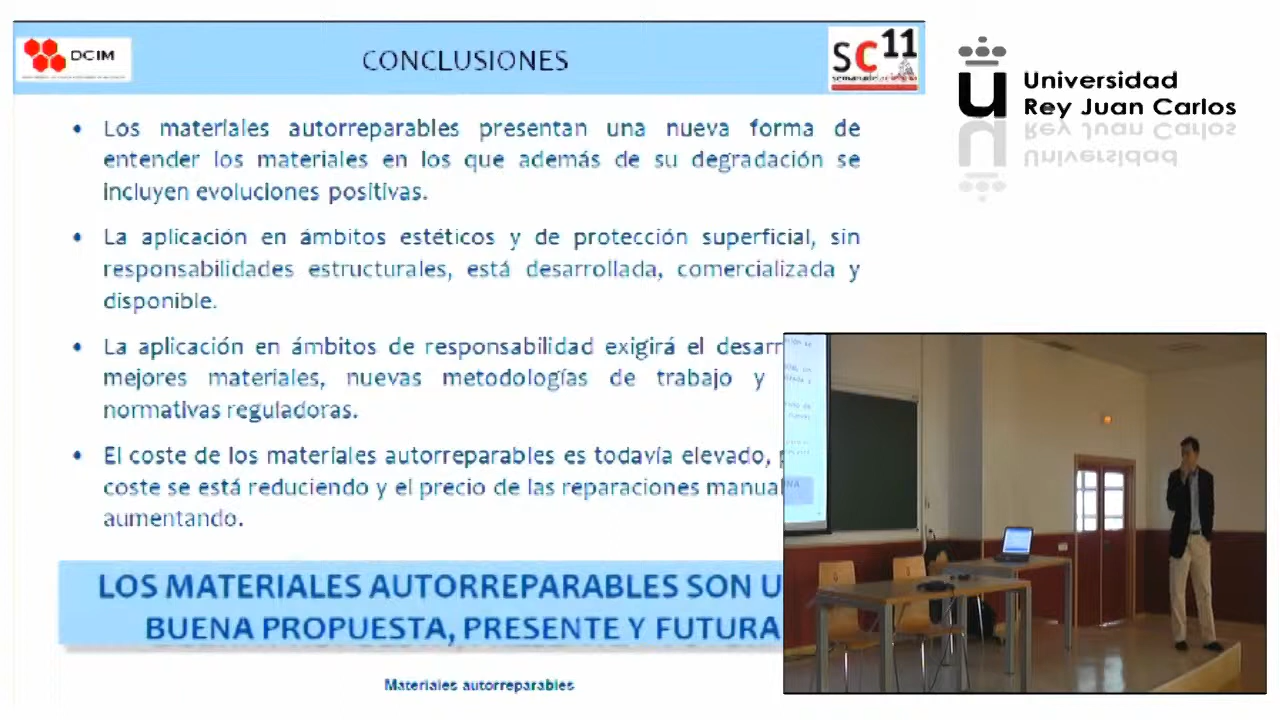 DCIM
CONCLUSIONES
SC11
semanadelaciencia
Universidad
Rey Juan Carlos
• Los materiales autorreparables presentan una nueva forma de
entender los materiales en los que además de su degradación se
incluyen evoluciones positivas.
• La aplicación en ámbitos estéticos y de protección superficial, sin
responsabilidades estructurales, está desarrollada, comercializada y
disponible.
• La aplicación en ámbitos de responsabilidad exigirá el desarr
mejores materiales, nuevas metodologías de trabajo y
normativas reguladoras.
• El coste de los materiales autorreparables es todavía elevado,
coste se está reduciendo y el precio de las reparaciones manual
aumentando.
LOS MATERIALES AUTORREPARABLES SON U
BUENA PROPUESTA, PRESENTE Y FUTURA
Materiales autorreparables